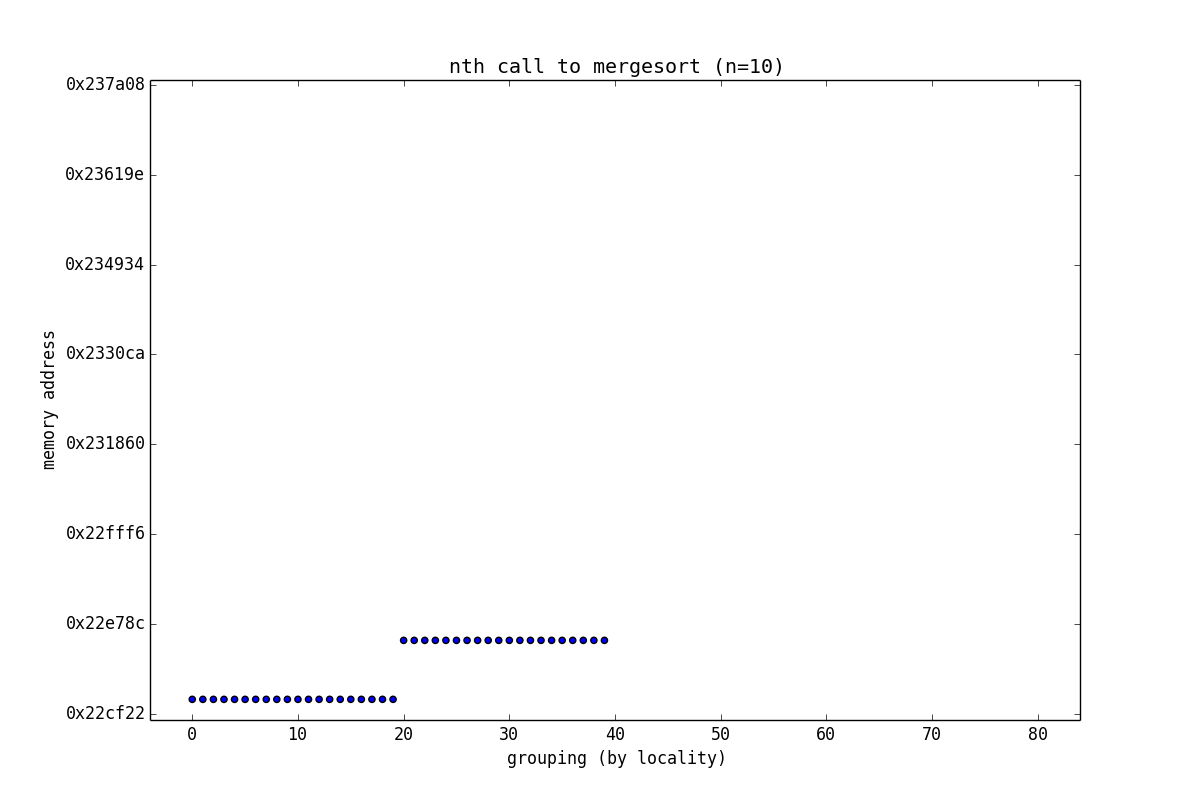 nth call to mergesort (n=10)
0x237a08
0x23619e
0x234934
0x2330ca
0x231860
0x22fff6
0x22e78c
0x22cf22
memory address
0 10 20 30 40 50 60 70 80
grouping (by locality)